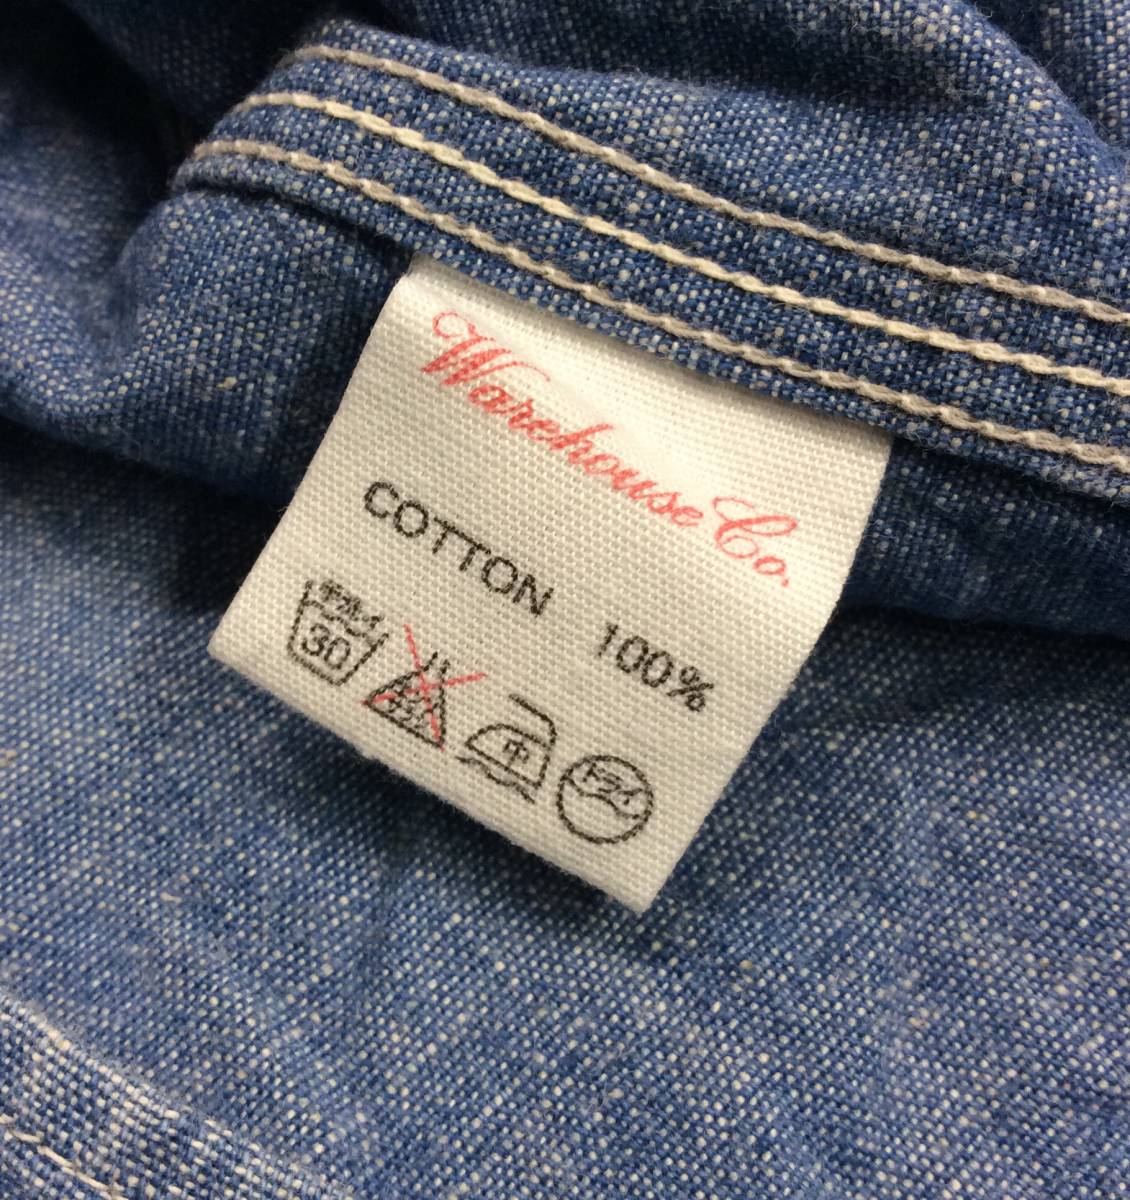 Warehouse Co.
COTTON 100%
30
中
ドライ